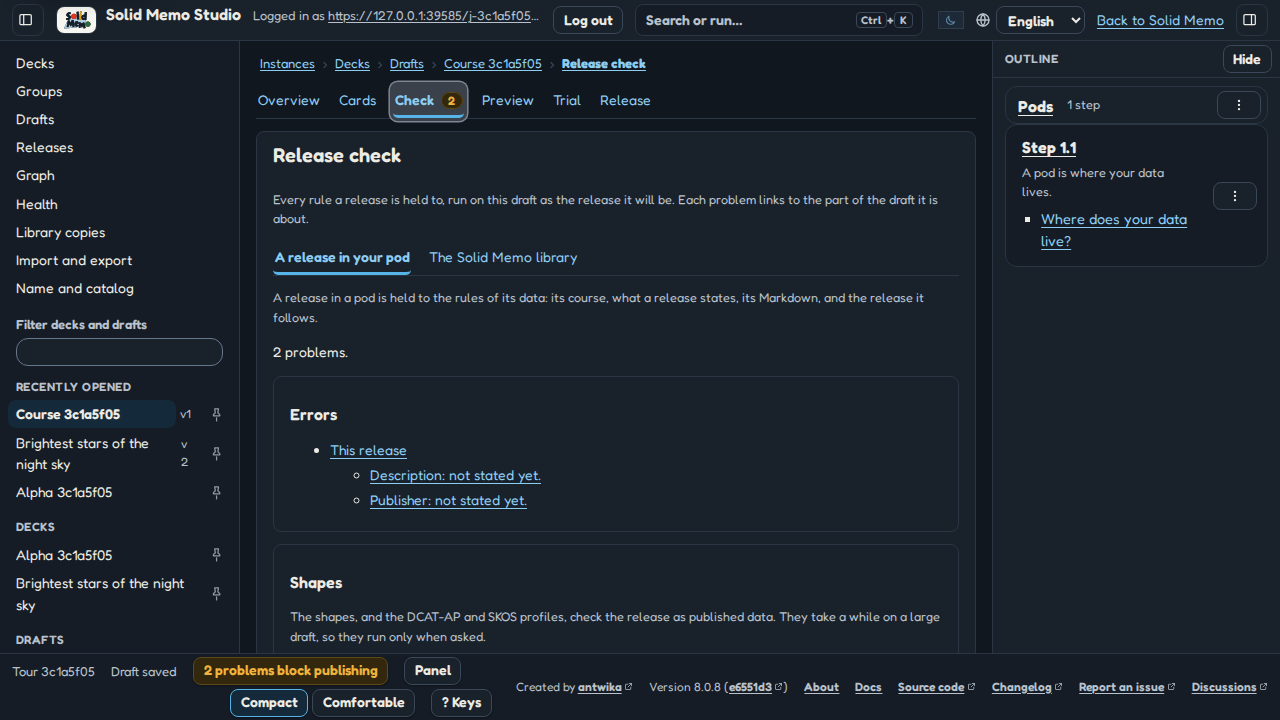 Solid Memo Studio
Logged in as https://127.0.0.1:39585/j-3c1a5f05…
Log out
Search or run... Ctrl+K
English
Back to Solid Memo
Decks
Groups
Drafts
Releases
Graph
Health
Library copies
Import and export
Name and catalog
Filter decks and drafts
RECENTLY OPENED
Course 3c1a5f05 v1
Brightest stars of the
night sky
v
2
Alpha 3c1a5f05
DECKS
Alpha 3c1a5f05
Brightest stars of the night
sky
DRAFTS
Instances › Decks › Drafts › Course 3c1a5f05 › Release check
Overview Cards Check 2 Preview Trial Release
Release check
Every rule a release is held to, run on this draft as the release it will be. Each problem links to the part of the draft it is
about.
A release in your pod The Solid Memo library
A release in a pod is held to the rules of its data: its course, what a release states, its Markdown, and the release it
follows.
2 problems.
Errors
This release
Description: not stated yet.
Publisher: not stated yet.
Shapes
The shapes, and the DCAT-AP and SKOS profiles, check the release as published data. They take a while on a large
draft, so they run only when asked.
OUTLINE
Hide
Pods 1 step
Step 1.1
A pod is where your data
lives.
Where does your data
live?
Tour 3c1a5f05 Draft saved 2 problems block publishing Panel
Compact Comfortable ? Keys
Created by antwika Version 8.0.8 (e6551d3) About Docs Source code Changelog Report an issue Discussions